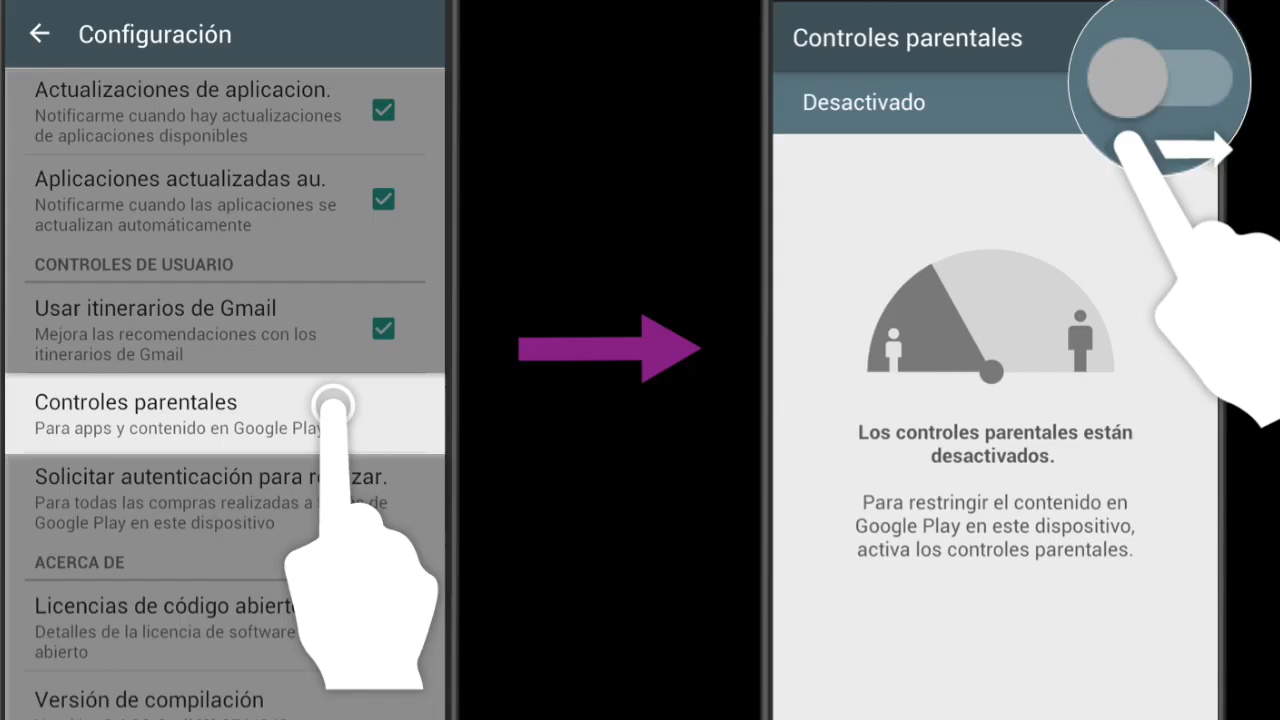 Configuración
Actualizaciones de aplicacion.
Notificarme cuando hay actualizaciones
de aplicaciones disponibles
Aplicaciones actualizadas au.
Notificarme cuando las aplicaciones se
actualizan automáticamente
CONTROLES DE USUARIO
Usar itinerarios de Gmail
Mejora las recomendaciones con los
itinerarios de Gmail
Controles parentales
Para apps y contenido en Google Play
Solicitar autenticación para r zar.
Para todas las compras realizadas a de
Google Play en este dispositivo
ACERCA DE
Licencias de código abierto
Detalles de la licencia de software
abierto
Versión de compilación
Controles parentales
Desactivado
Los controles parentales están
desactivados.
Para restringir el contenido en
Google Play en este dispositivo,
activa los controles parentales.